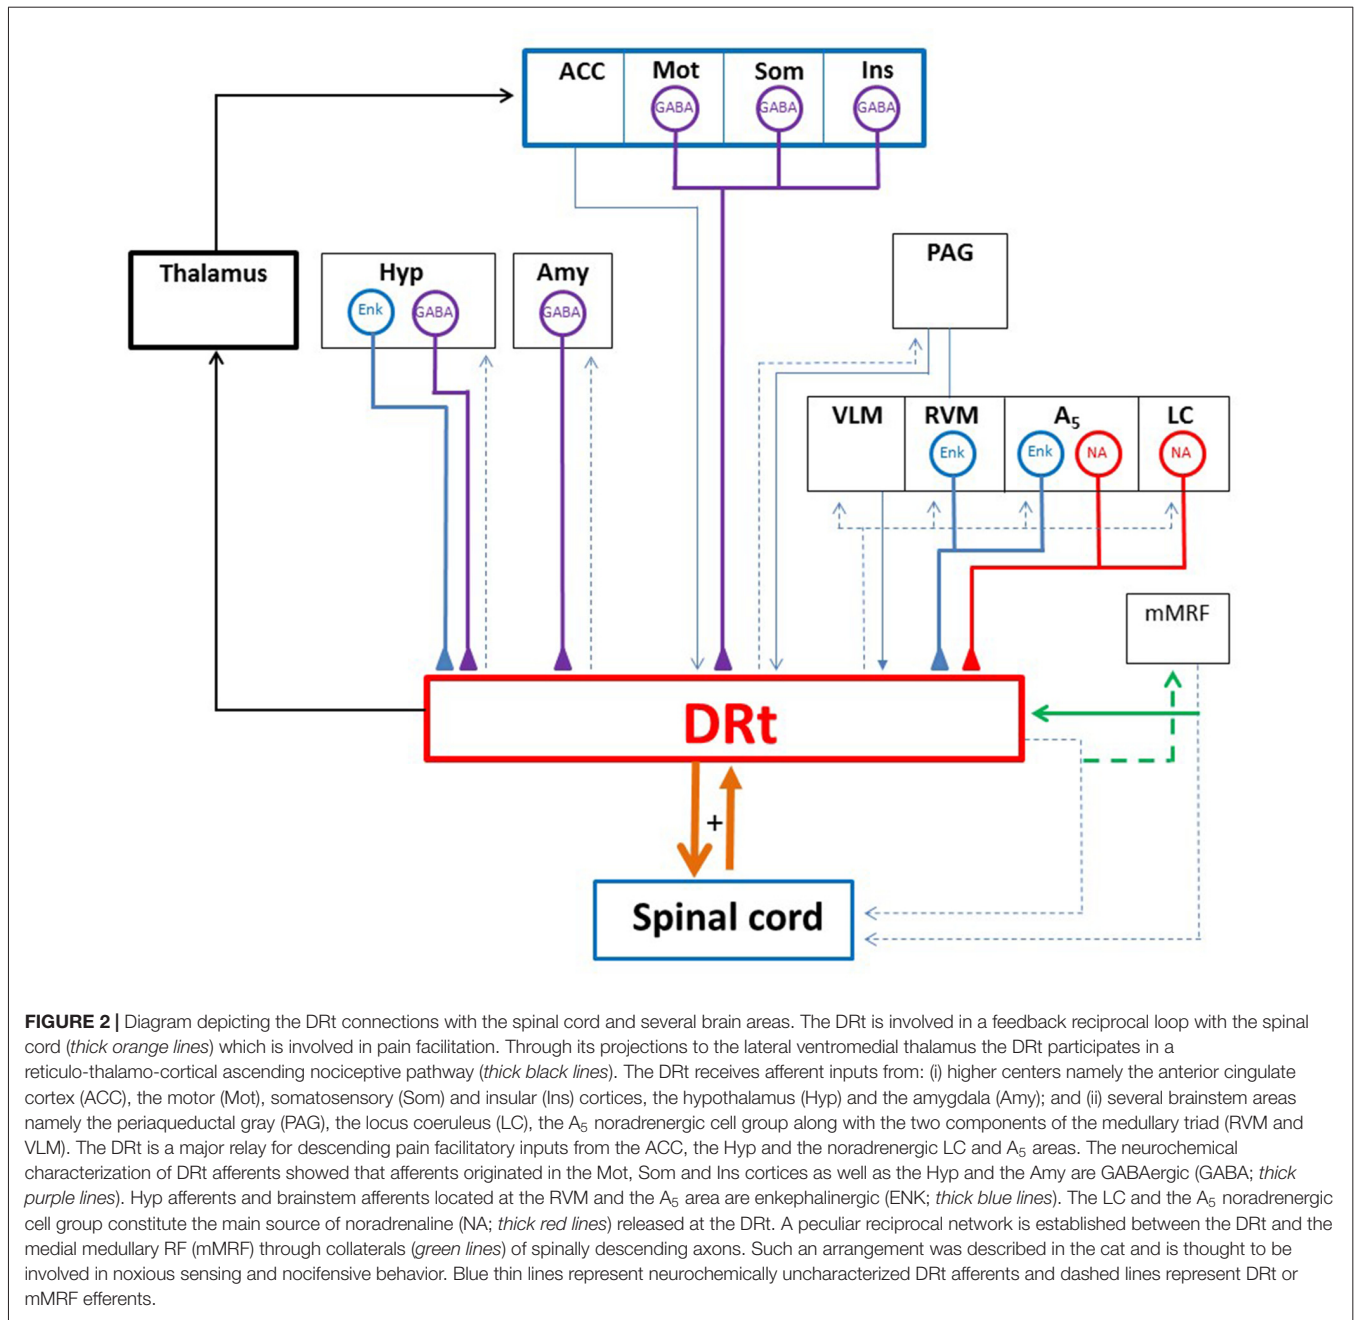 ACC Mot Som Ins
GABA GABA GABA
PAG
Thalamus Hyp Amy
Enk GABA GABA
VLM RVM A5 LC
Enk Enk NA NA
mMRF
DRt
+
Spinal cord
FIGURE 2 | Diagram depicting the DRt connections with the spinal cord and several brain areas. The DRt is involved in a feedback reciprocal loop with the spinal
cord (thick orange lines) which is involved in pain facilitation. Through its projections to the lateral ventromedial thalamus the DRt participates in a
reticulo-thalamo-cortical ascending nociceptive pathway (thick black lines). The DRt receives afferent inputs from: (i) higher centers namely the anterior cingulate
cortex (ACC), the motor (Mot), somatosensory (Som) and insular (Ins) cortices, the hypothalamus (Hyp) and the amygdala (Amy); and (ii) several brainstem areas
namely the periaqueductal gray (PAG), the locus coeruleus (LC), the A5 noradrenergic cell group along with the two components of the medullary triad (RVM and
VLM). The DRt is a major relay for descending pain facilitatory inputs from the ACC, the Hyp and the noradrenergic LC and A5 areas. The neurochemical
characterization of DRt afferents showed that afferents originated in the Mot, Som and Ins cortices as well as the Hyp and the Amy are GABAergic (GABA; thick
purple lines). Hyp afferents and brainstem afferents located at the RVM and the A5 area are enkephalinergic (ENK; thick blue lines). The LC and the A5 noradrenergic
cell group constitute the main source of noradrenaline (NA; thick red lines) released at the DRt. A peculiar reciprocal network is established between the DRt and the
medial medullary RF (mMRF) through collaterals (green lines) of spinally descending axons. Such an arrangement was described in the cat and is thought to be
involved in noxious sensing and nocifensive behavior. Blue thin lines represent neurochemically uncharacterized DRt afferents and dashed lines represent DRt or
mMRF efferents.